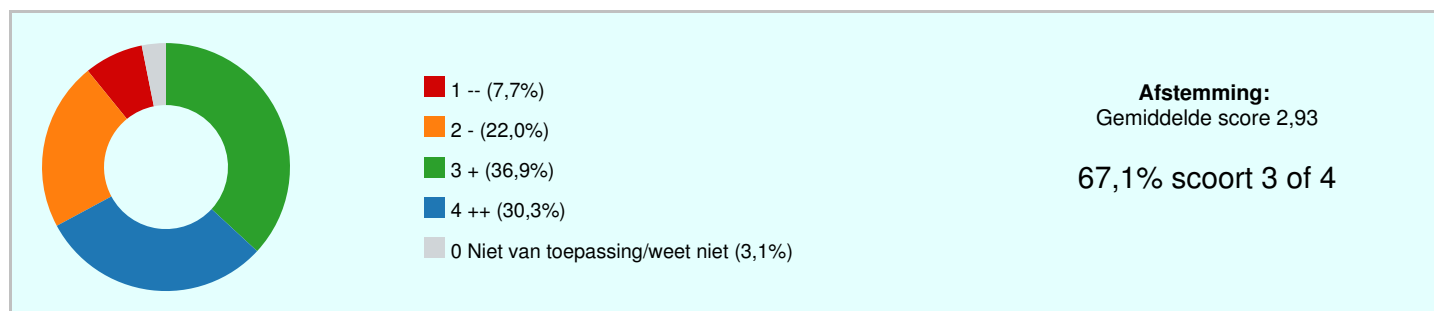 1 -- (7,7%)
2 - (22,0%)
3 + (36,9%)
4 ++ (30,3%)
0 Niet van toepassing/weet niet (3,1%)
Afstemming:
Gemiddelde score 2,93
67,1% scoort 3 of 4